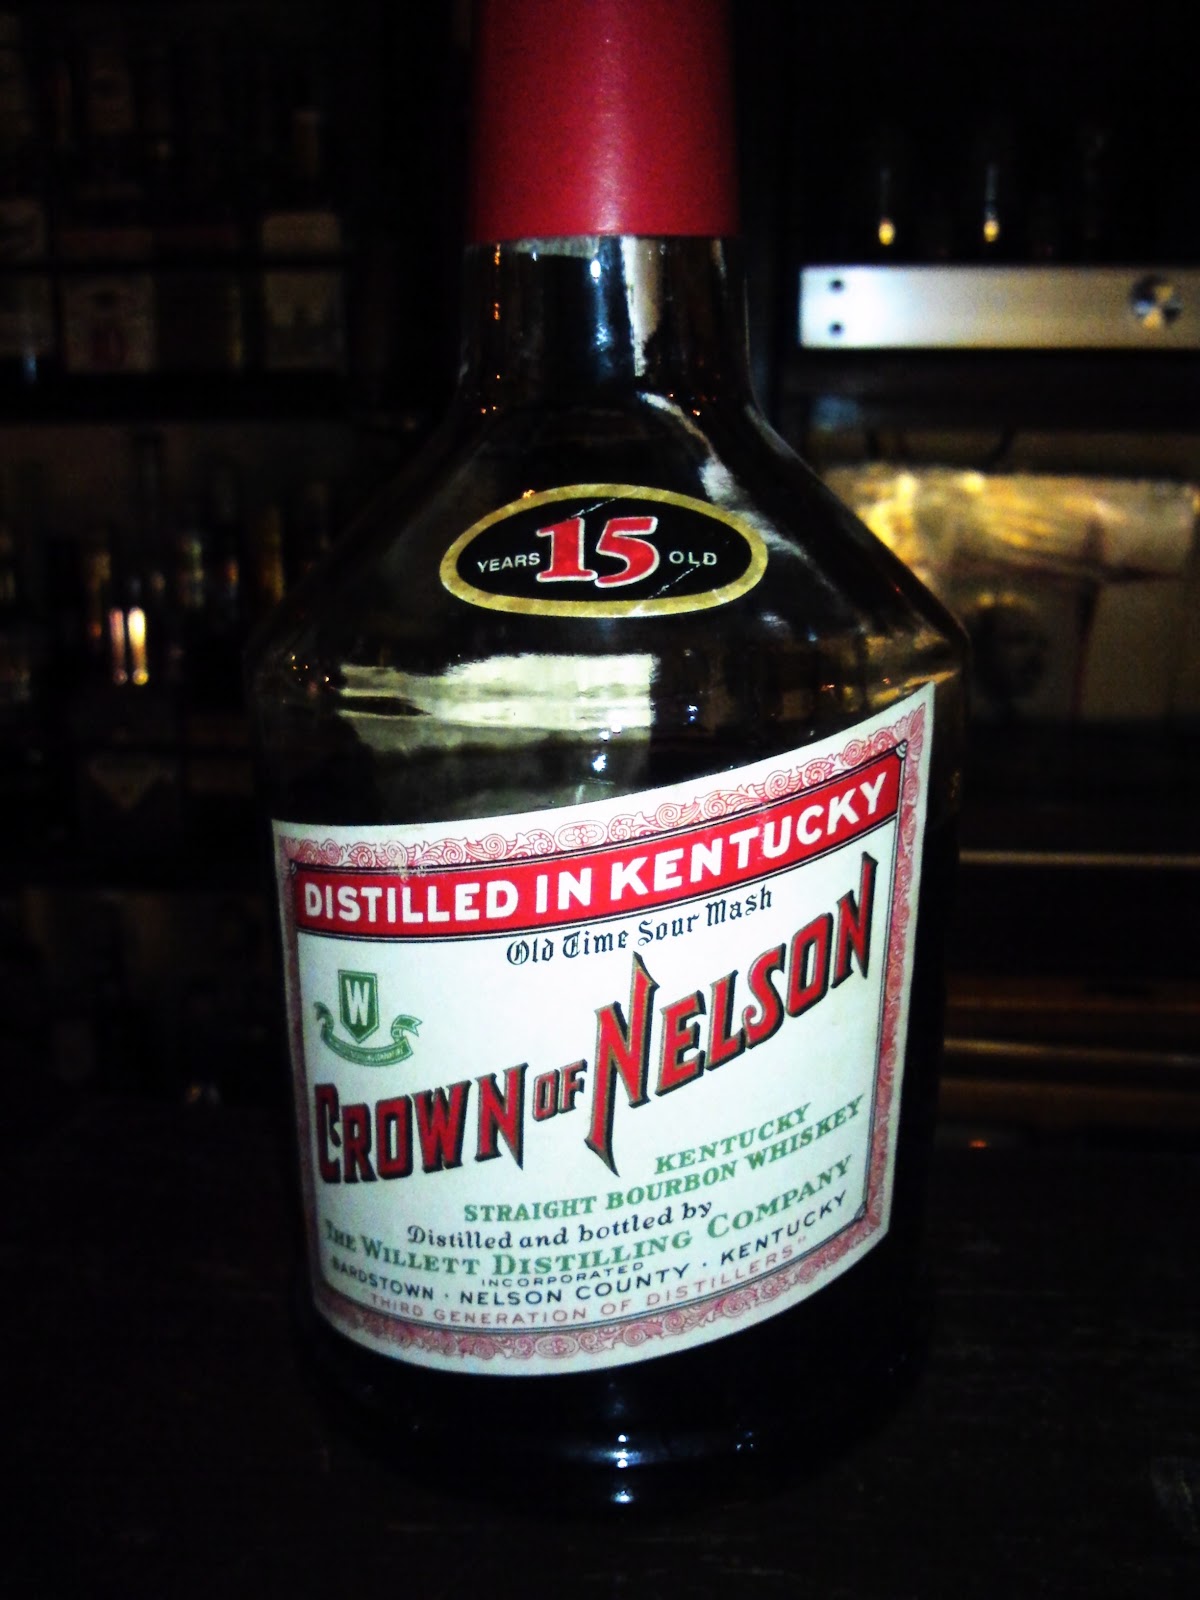 YEARS 15 OLD
DISTILLED IN KENTUCKY
Old Time Sour Mash
W
CROWN OF NELSON
KENTUCKY
STRAIGHT BOURBON WHISKEY
Distilled and bottled by
THE WILLETT DISTILLING COMPANY
INCORPORATED
BARDSTOWN · NELSON COUNTY · KENTUCKY
"THIRD GENERATION OF DISTILLERS"